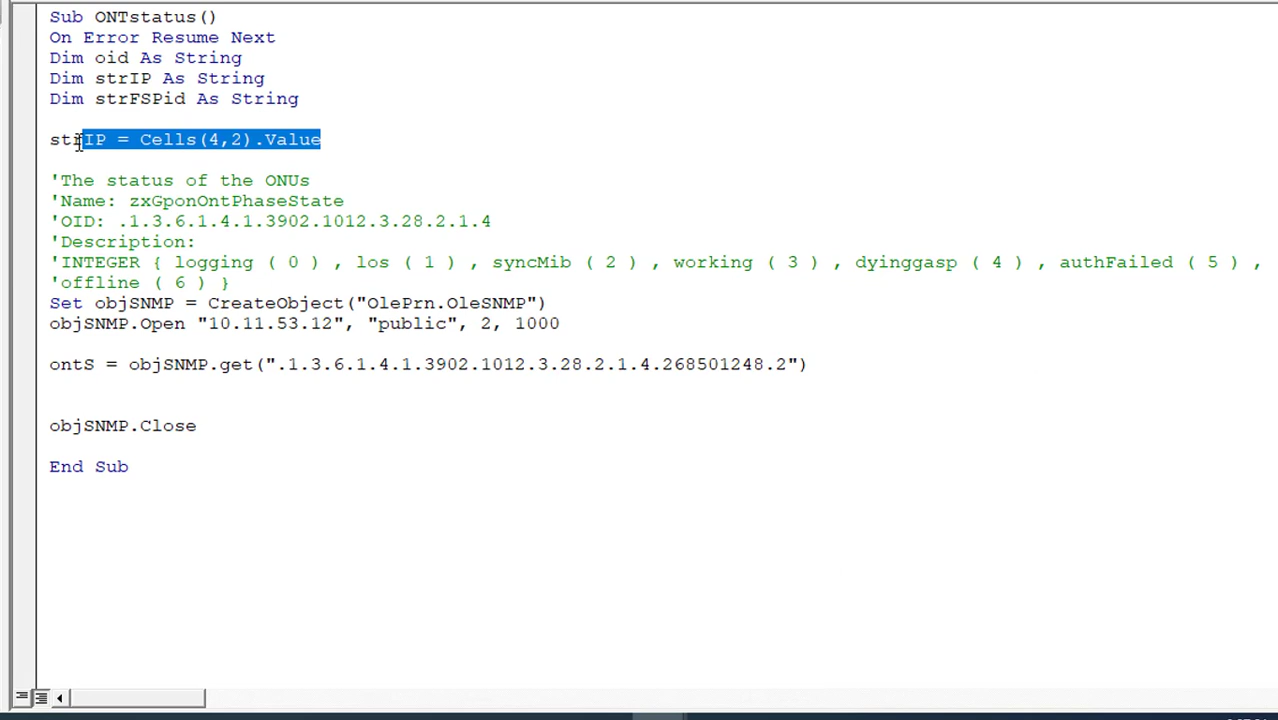 Sub ONTstatus()
On Error Resume Next
Dim oid As String
Dim strIP As String
Dim strFSPid As String
strIP = Cells(4,2).Value
'The status of the ONUs
'Name: zxGponOntPhaseState
'OID: .1.3.6.1.4.1.3902.1012.3.28.2.1.4
'Description:
'INTEGER { logging ( 0 ) , los ( 1 ) , syncMib ( 2 ) , working ( 3 ) , dyinggasp ( 4 ) , authFailed ( 5 ) ,
'offline ( 6 ) }
Set objSNMP = CreateObject("OlePrn.OleSNMP")
objSNMP.Open "10.11.53.12", "public", 2, 1000
ontS = objSNMP.get(".1.3.6.1.4.1.3902.1012.3.28.2.1.4.268501248.2")
objSNMP.Close
End Sub